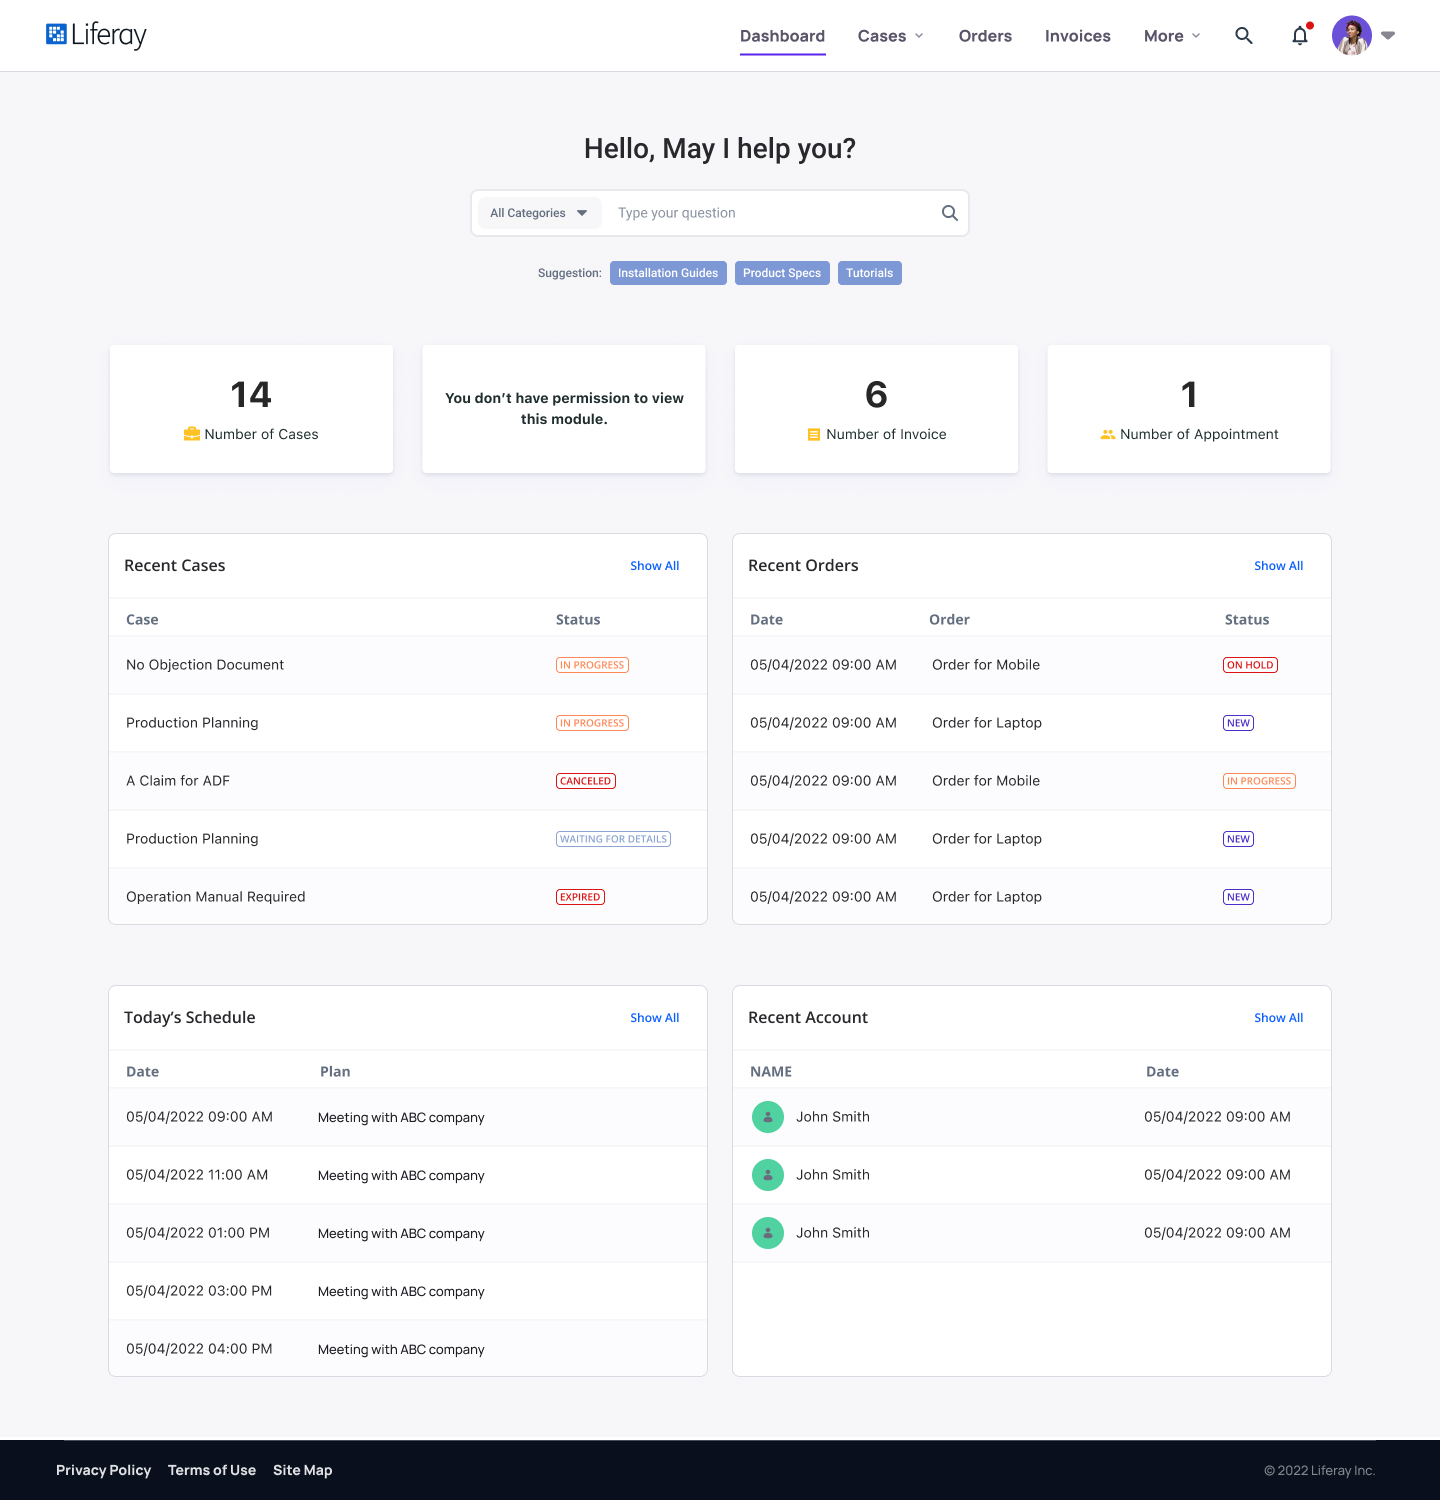 Liferay
Dashboard Cases Orders Invoices More
Hello, May I help you?
All Categories Type your question
Suggestion: Installation Guides Product Specs Tutorials
14
Number of Cases
You don’t have permission to view
this module.
6
Number of Invoice
1
Number of Appointment
Recent Cases Show All
Case Status
No Objection Document IN PROGRESS
Production Planning IN PROGRESS
A Claim for ADF CANCELED
Production Planning WAITING FOR DETAILS
Operation Manual Required EXPIRED
Recent Orders Show All
Date Order Status
05/04/2022 09:00 AM Order for Mobile ON HOLD
05/04/2022 09:00 AM Order for Laptop NEW
05/04/2022 09:00 AM Order for Mobile IN PROGRESS
05/04/2022 09:00 AM Order for Laptop NEW
05/04/2022 09:00 AM Order for Laptop NEW
Today’s Schedule Show All
Date Plan
05/04/2022 09:00 AM Meeting with ABC company
05/04/2022 11:00 AM Meeting with ABC company
05/04/2022 01:00 PM Meeting with ABC company
05/04/2022 03:00 PM Meeting with ABC company
05/04/2022 04:00 PM Meeting with ABC company
Recent Account Show All
NAME Date
John Smith 05/04/2022 09:00 AM
John Smith 05/04/2022 09:00 AM
John Smith 05/04/2022 09:00 AM
Privacy Policy Terms of Use Site Map
© 2022 Liferay Inc.